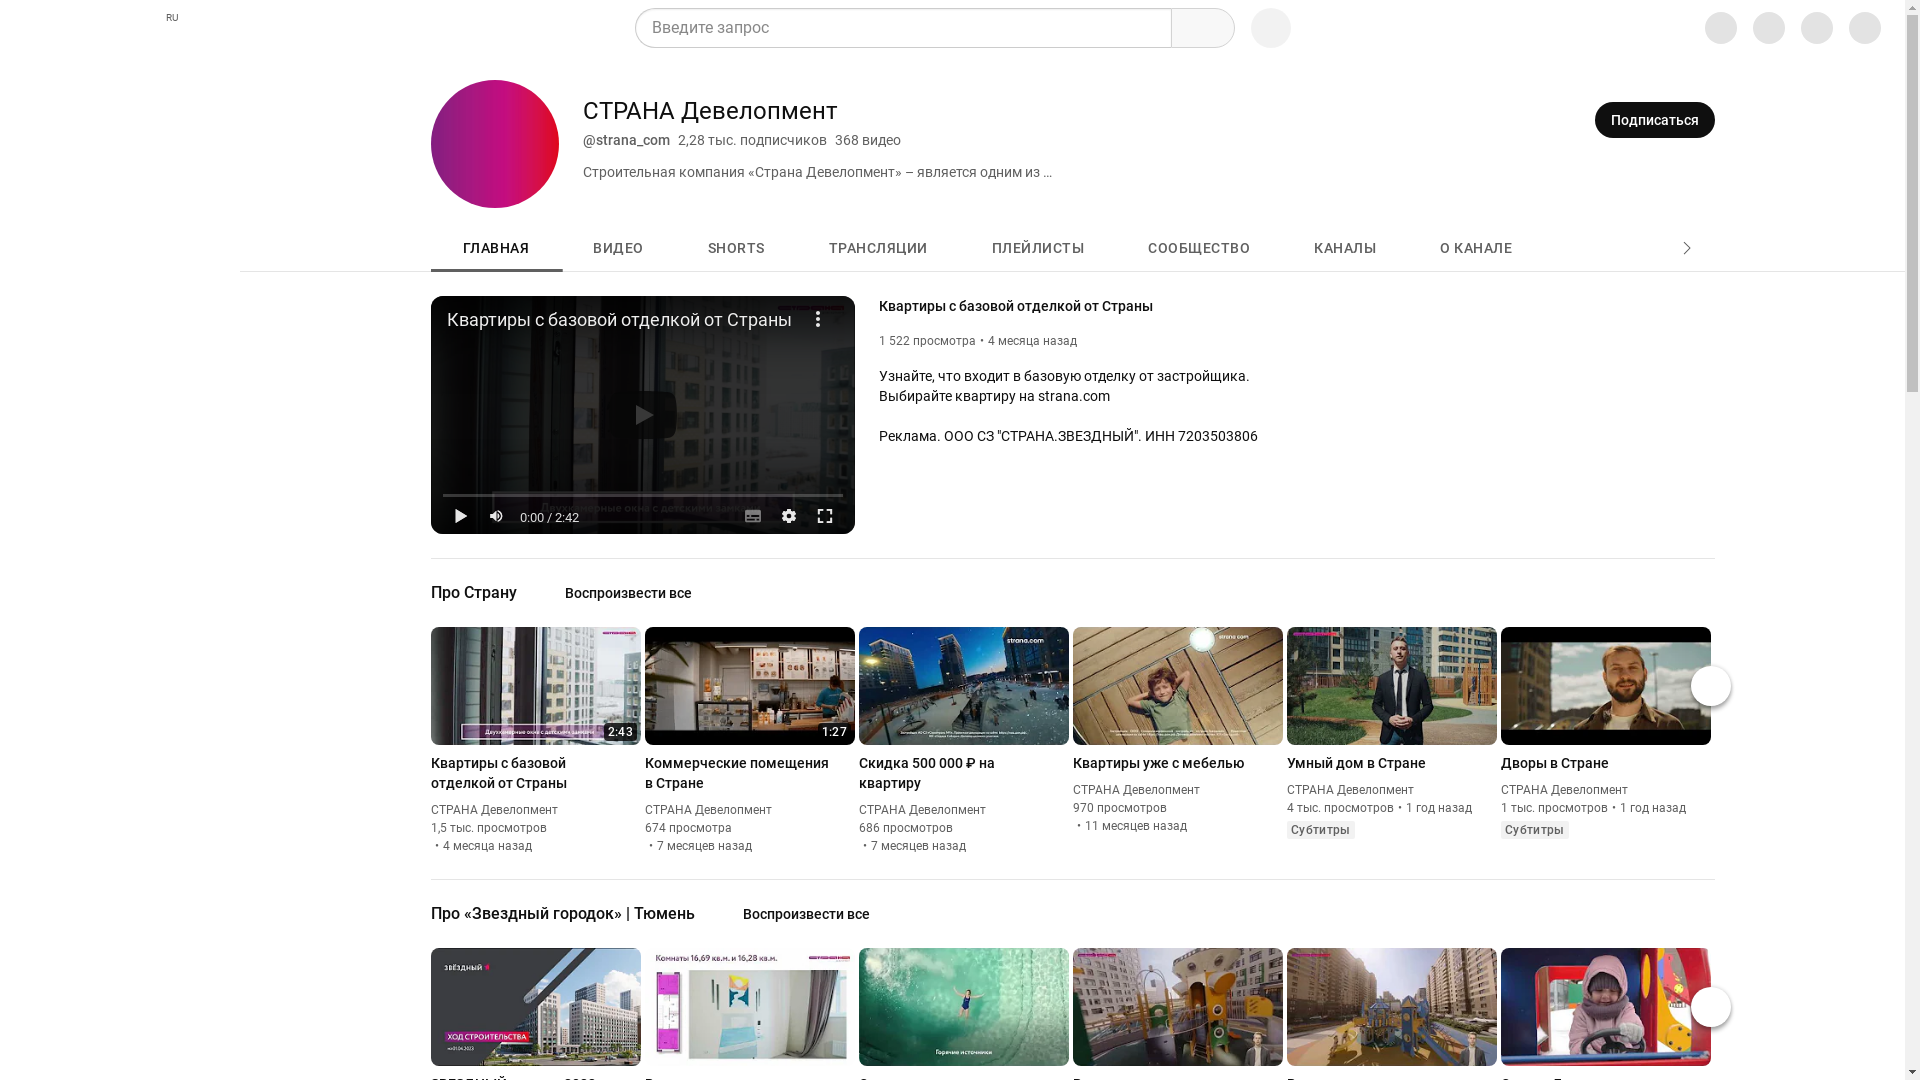 RU
Введите запрос
СТРАНА Девелопмент
@strana_com 2,28 тыс. подписчиков 368 видео
Строительная компания «Страна Девелопмент» – является одним из ...
Подписаться
ГЛАВНАЯ ВИДЕО SHORTS ТРАНСЛЯЦИИ ПЛЕЙЛИСТЫ СООБЩЕСТВО КАНАЛЫ О КАНАЛЕ
Квартиры с базовой отделкой от Страны
0:00 / 2:42
Квартиры с базовой отделкой от Страны
1 522 просмотра • 4 месяца назад
Узнайте, что входит в базовую отделку от застройщика.
Выбирайте квартиру на strana.com
Реклама. ООО СЗ "СТРАНА.ЗВЕЗДНЫЙ". ИНН 7203503806
Про Страну Воспроизвести все
Двухкамерные окна с детскими замками
2:43
Квартиры с базовой
отделкой от Страны
СТРАНА Девелопмент
1,5 тыс. просмотров
• 4 месяца назад
1:27
Коммерческие помещения
в Стране
СТРАНА Девелопмент
674 просмотра
• 7 месяцев назад
strana.com
Скидка 500 000 ₽ на
квартиру
СТРАНА Девелопмент
686 просмотров
• 7 месяцев назад
strana.com
Квартиры уже с мебелью
СТРАНА Девелопмент
970 просмотров
• 11 месяцев назад
Умный дом в Стране
СТРАНА Девелопмент
4 тыс. просмотров • 1 год назад
Субтитры
Дворы в Стране
СТРАНА Девелопмент
1 тыс. просмотров • 1 год назад
Субтитры
Про «Звездный городок» | Тюмень Воспроизвести все
ЗВЁЗДНЫЙ
ХОД СТРОИТЕЛЬСТВА
Комнаты 16,69 кв.м. и 16,28 кв.м.
Горячие источники